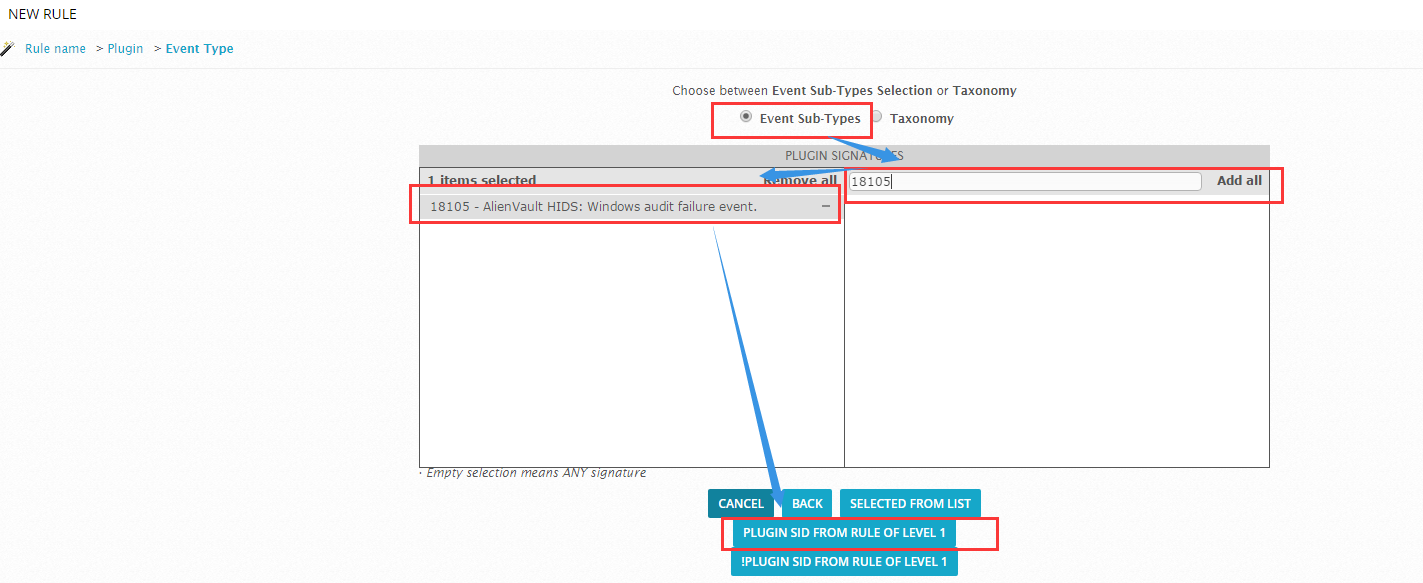 NEW RULE
Rule name > Plugin > Event Type
Choose between Event Sub-Types Selection or Taxonomy
Event Sub-Types Taxonomy
PLUGIN SIGNATURES
1 items selected Remove all 18105 Add all
18105 - AlienVault HIDS: Windows audit failure event. −
· Empty selection means ANY signature
CANCEL BACK SELECTED FROM LIST
PLUGIN SID FROM RULE OF LEVEL 1
!PLUGIN SID FROM RULE OF LEVEL 1